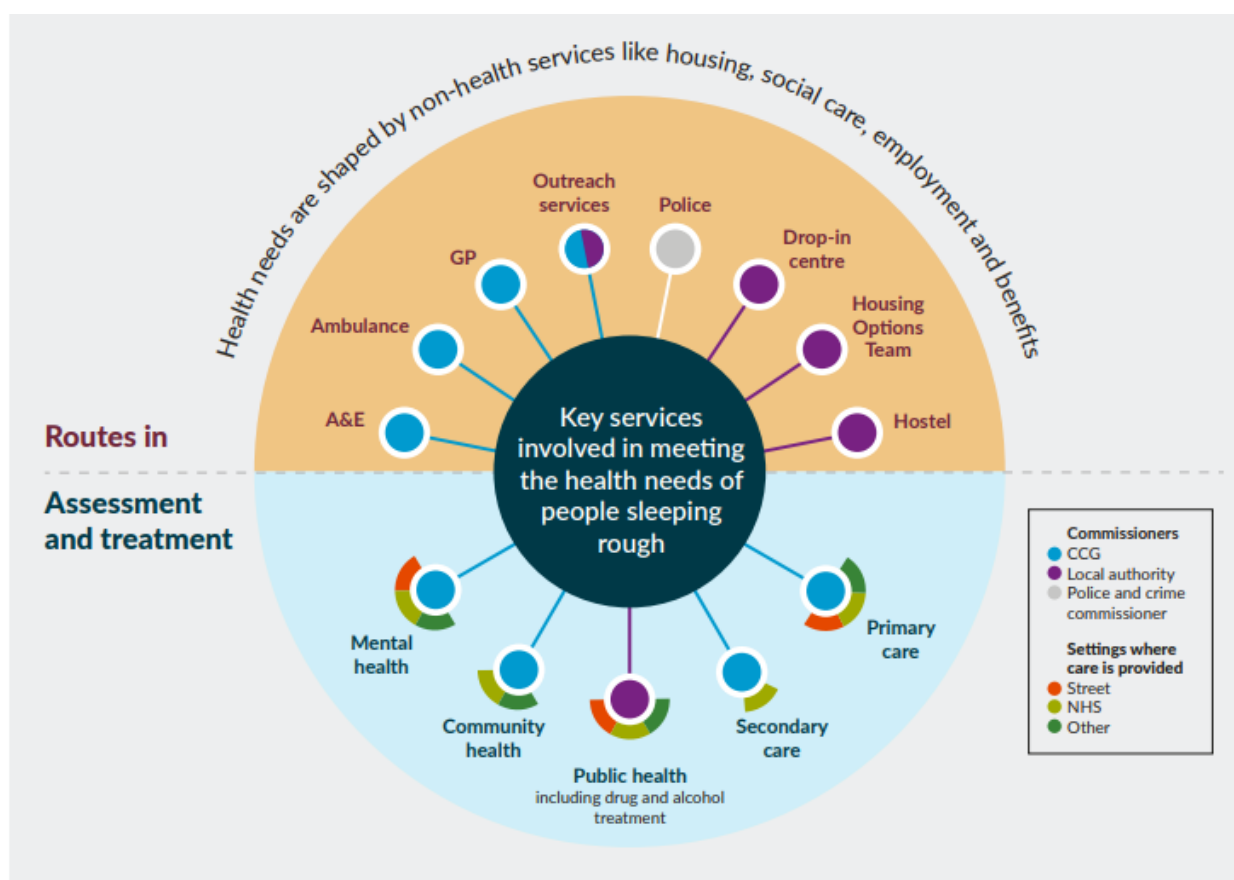 Health needs are shaped by non-health services like housing, social care, employment and benefits
Outreach
services
Police
Drop-in
centre
GP
Housing
Options
Team
Ambulance
A&E
Hostel
Routes in
Key services
involved in meeting
the health needs of
people sleeping
rough
Assessment
and treatment
Mental
health
Community
health
Public health
including drug and alcohol
treatment
Secondary
care
Primary
care
Commissioners
CCG
Local authority
Police and crime
commissioner
Settings where
care is provided
Street
NHS
Other